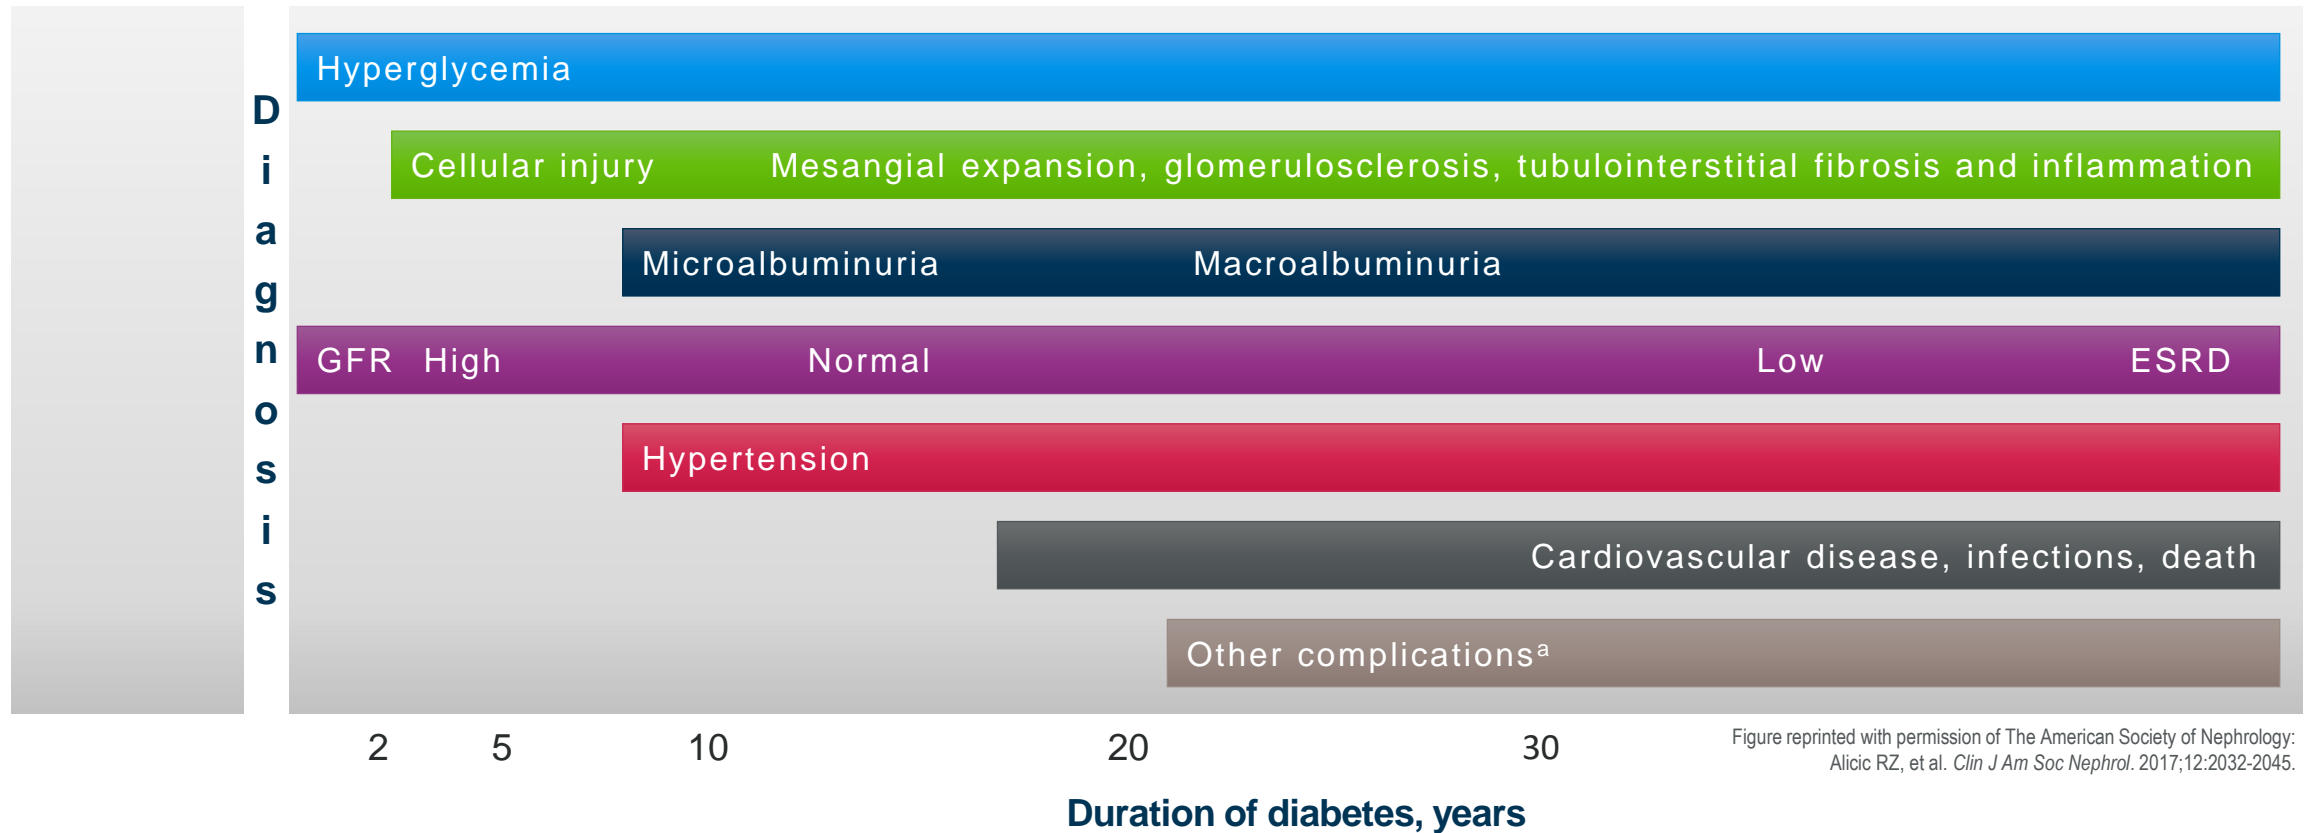 Diagnosis
Hyperglycemia
Cellular injury Mesangial expansion, glomerulosclerosis, tubulointerstitial fibrosis and inflammation
Microalbuminuria Macroalbuminuria
GFR High Normal Low ESRD
Hypertension
Cardiovascular disease, infections, death
Other complicationsᵃ
2 5 10 20 30
Figure reprinted with permission of The American Society of Nephrology:
Alicic RZ, et al. Clin J Am Soc Nephrol. 2017;12:2032-2045.
Duration of diabetes, years